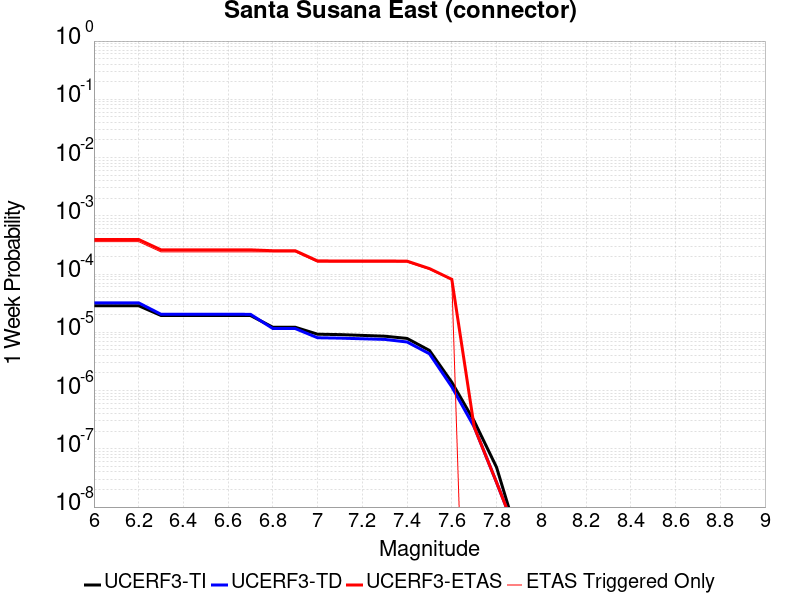 Santa Susana East (connector)
10^0
10^-1
10^-2
10^-3
10^-4
10^-5
10^-6
10^-7
10^-8
1 Week Probability
6 6.2 6.4 6.6 6.8 7 7.2 7.4 7.6 7.8 8 8.2 8.4 8.6 8.8 9
Magnitude
UCERF3-TI UCERF3-TD UCERF3-ETAS ETAS Triggered Only